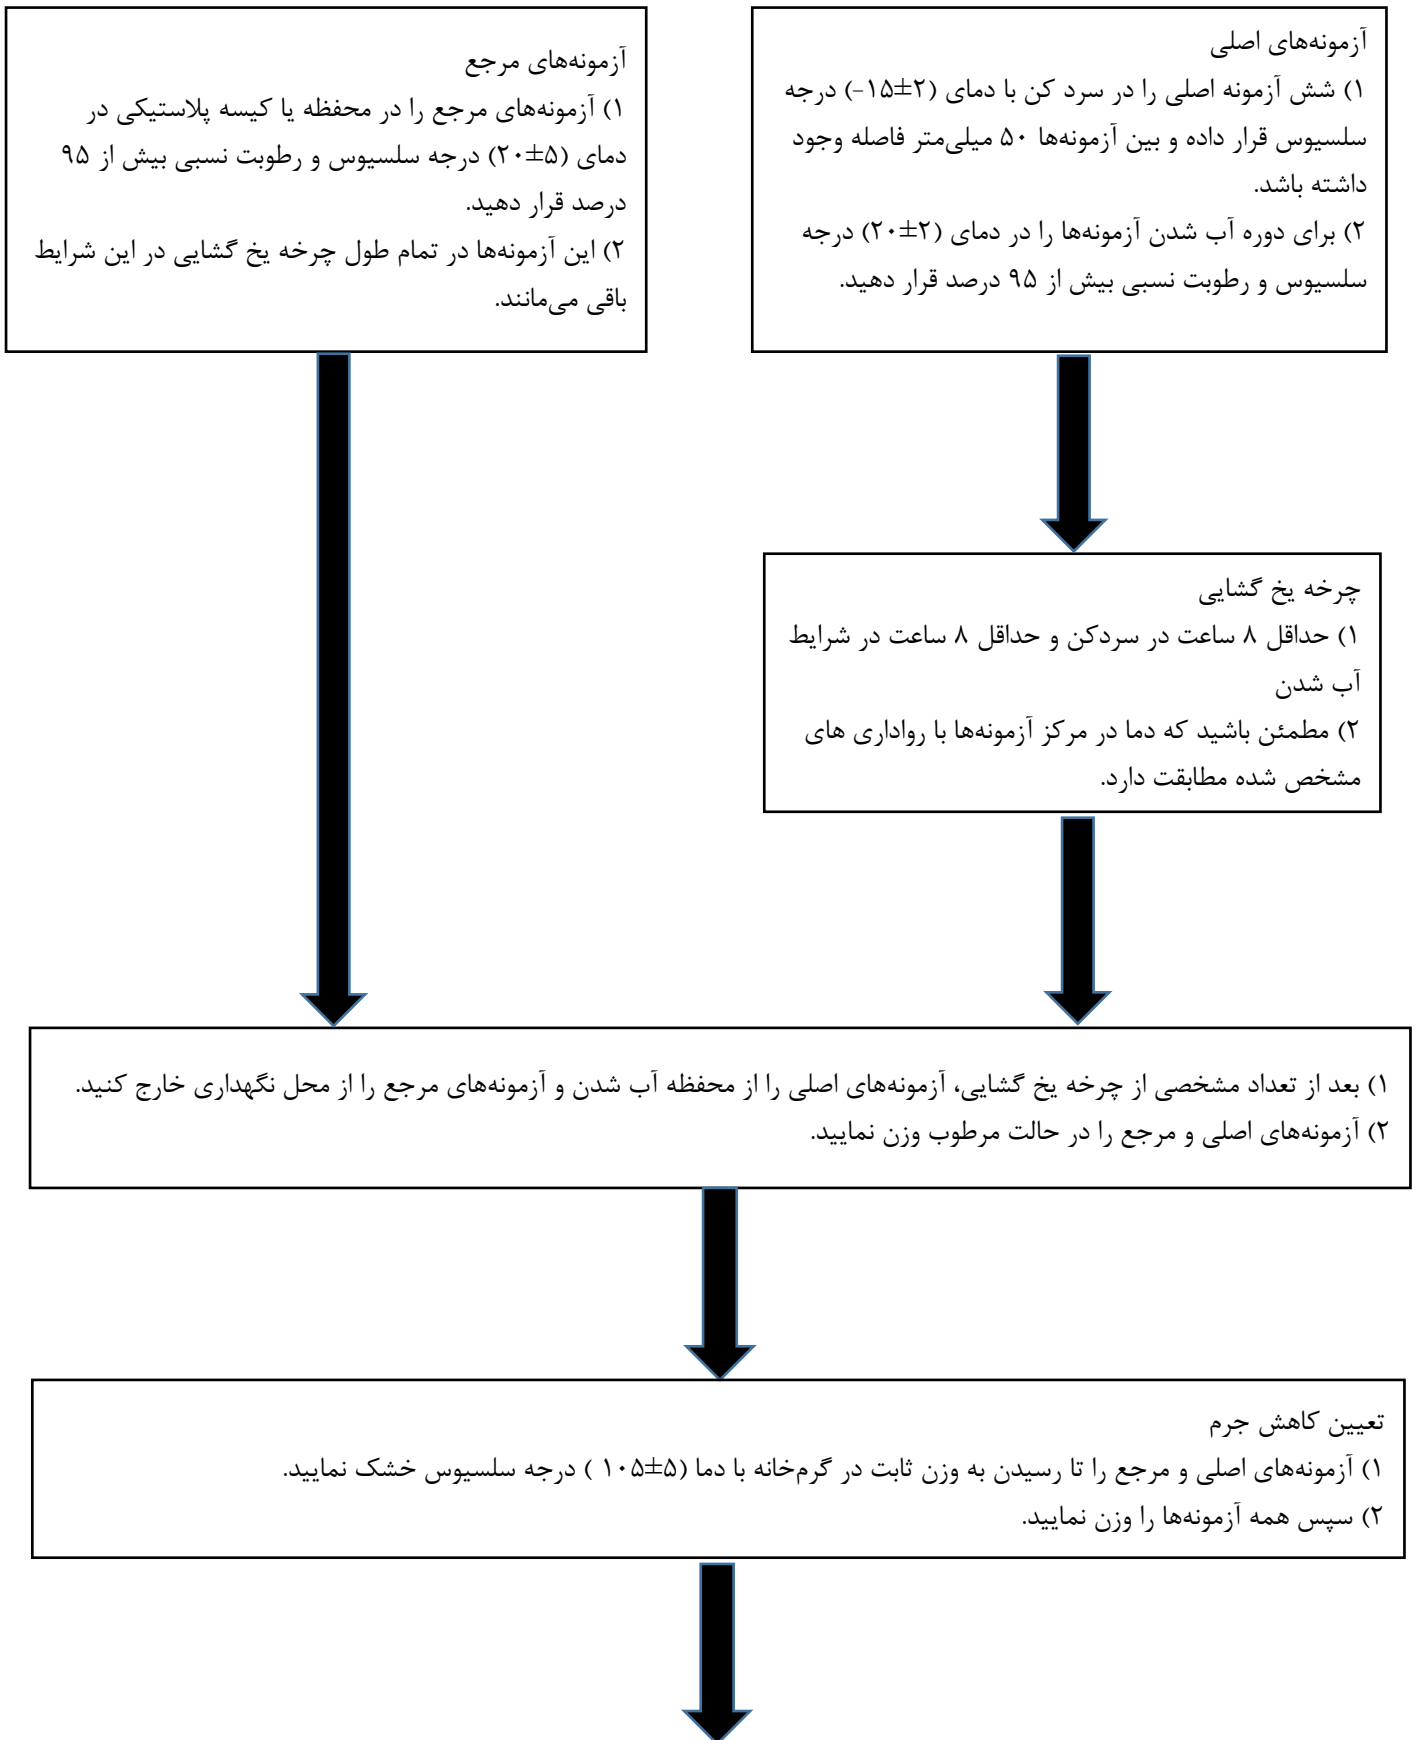 آزمونه‌های اصلی
۱) شش آزمونه اصلی را در سرد کن با دمای (۲±۱۵-) درجه
سلسیوس قرار داده و بین آزمونه‌ها ۵۰ میلی‌متر فاصله وجود
داشته باشد.
۲) برای دوره آب شدن آزمونه‌ها را در دمای (۲±۲۰) درجه
سلسیوس و رطوبت نسبی بیش از ۹۵ درصد قرار دهید.
آزمونه‌های مرجع
۱) آزمونه‌های مرجع را در محفظه یا کیسه پلاستیکی در
دمای (۵±۲۰) درجه سلسیوس و رطوبت نسبی بیش از ۹۵
درصد قرار دهید.
۲) این آزمونه‌ها در تمام طول چرخه یخ گشایی در این شرایط
باقی می‌مانند.
چرخه یخ گشایی
۱) حداقل ۸ ساعت در سردکن و حداقل ۸ ساعت در شرایط
آب شدن
۲) مطمئن باشید که دما در مرکز آزمونه‌ها با رواداری های
مشخص شده مطابقت دارد.
۱) بعد از تعداد مشخصی از چرخه یخ گشایی، آزمونه‌های اصلی را از محفظه آب شدن و آزمونه‌های مرجع را از محل نگهداری خارج کنید.
۲) آزمونه‌های اصلی و مرجع را در حالت مرطوب وزن نمایید.
تعیین کاهش جرم
۱) آزمونه‌های اصلی و مرجع را تا رسیدن به وزن ثابت در گرم‌خانه با دما (۵±۱۰۵ ) درجه سلسیوس خشک نمایید.
۲) سپس همه آزمونه‌ها را وزن نمایید.